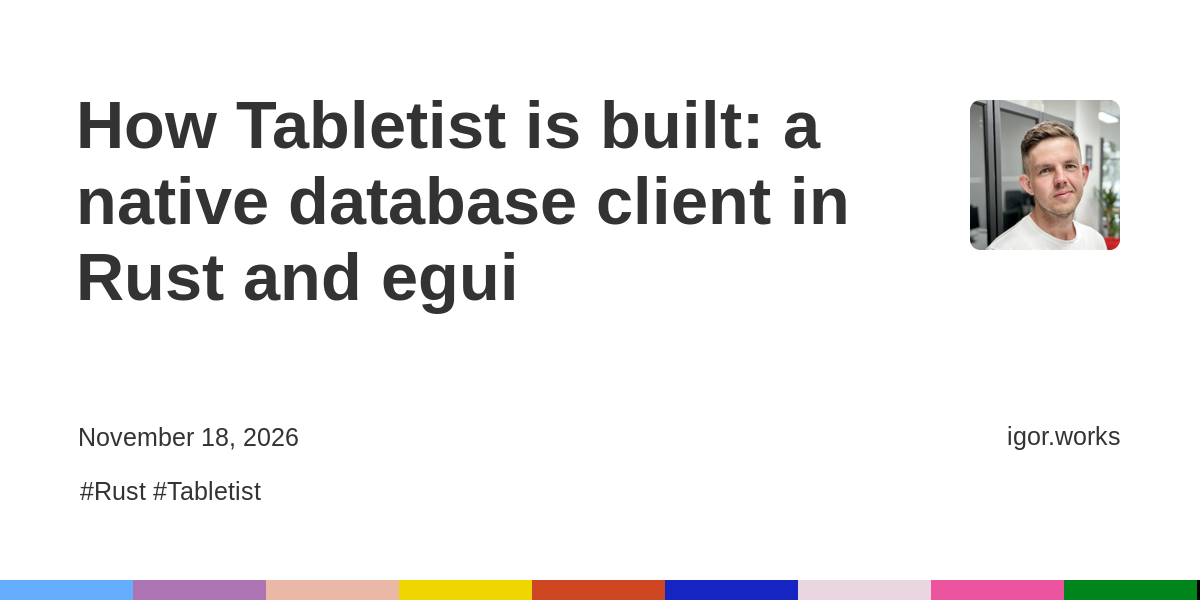 How Tabletist is built: a
native database client in
Rust and egui
November 18, 2026
igor.works
#Rust #Tabletist